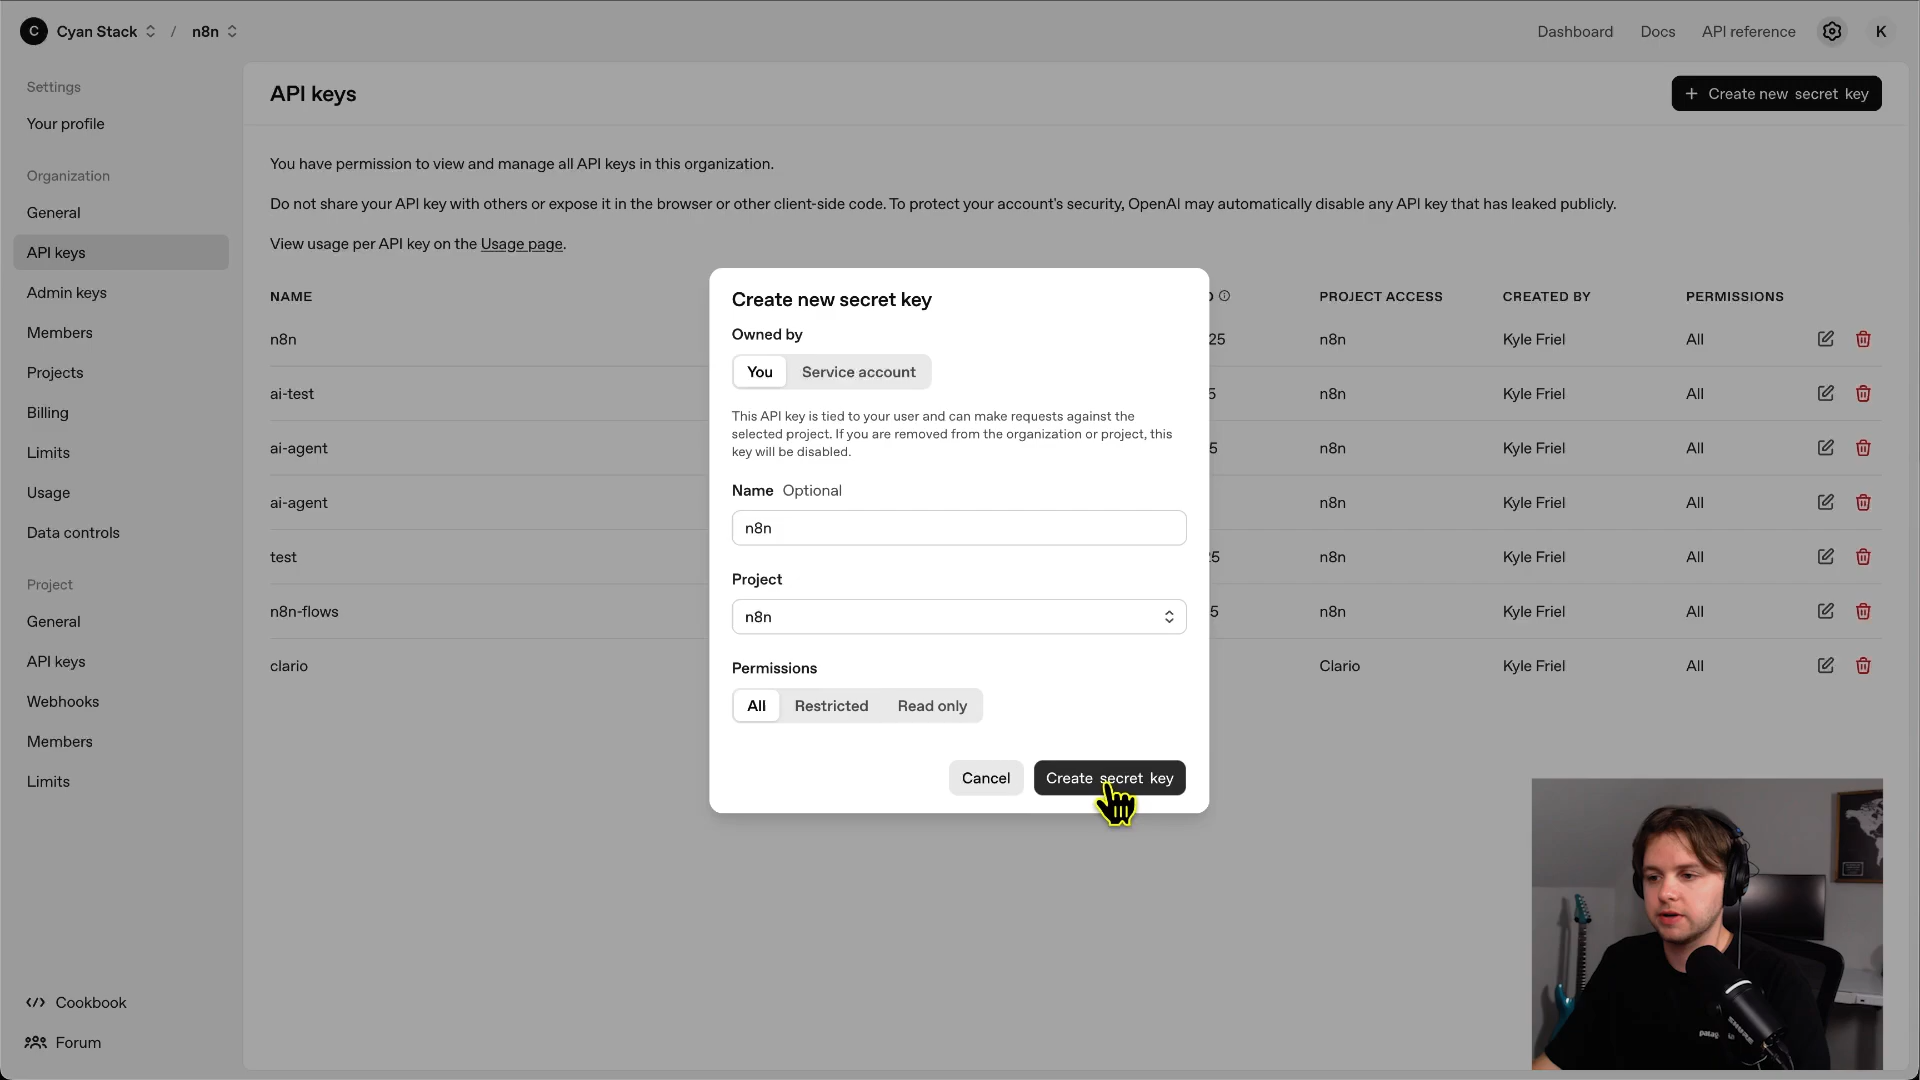 C Cyan Stack / n8n
Dashboard Docs API reference K
Settings
Your profile
Organization
General
API keys
Admin keys
Members
Projects
Billing
Limits
Usage
Data controls
Project
General
API keys
Webhooks
Members
Limits
Cookbook
Forum
API keys
+ Create new secret key
You have permission to view and manage all API keys in this organization.
Do not share your API key with others or expose it in the browser or other client-side code. To protect your account's security, OpenAI may automatically disable any API key that has leaked publicly.
View usage per API key on the Usage page.
NAME PROJECT ACCESS CREATED BY PERMISSIONS
n8n 25 n8n Kyle Friel All
ai-test 5 n8n Kyle Friel All
ai-agent 5 n8n Kyle Friel All
ai-agent n8n Kyle Friel All
test 25 n8n Kyle Friel All
n8n-flows 5 n8n Kyle Friel All
clario Clario Kyle Friel All
Create new secret key
Owned by
You Service account
This API key is tied to your user and can make requests against the
selected project. If you are removed from the organization or project, this
key will be disabled.
Name Optional
n8n
Project
n8n
Permissions
All Restricted Read only
Cancel Create secret key